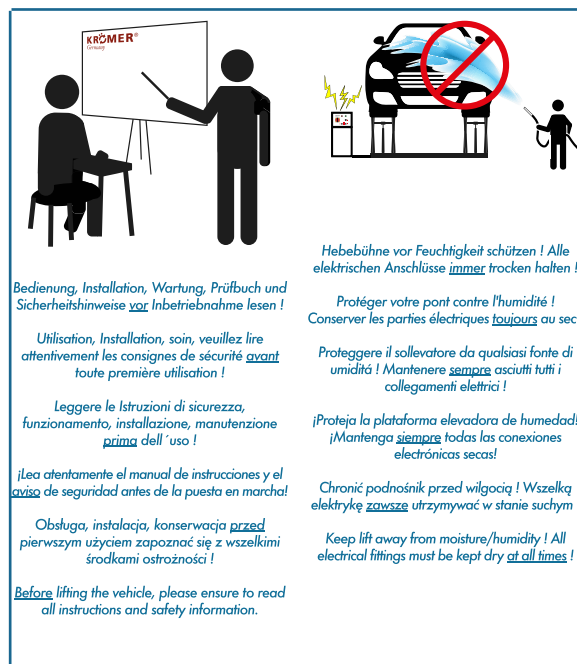 KRÖMER®
Germany
Bedienung, Installation, Wartung, Prüfbuch und
Sicherheitshinweise vor Inbetriebnahme lesen !
Utilisation, Installation, soin, veuillez lire
attentivement les consignes de sécurité avant
toute première utilisation !
Leggere le Istruzioni di sicurezza,
funzionamento, installazione, manutenzione
prima dell´uso !
¡Lea atentamente el manual de instrucciones y el
aviso de seguridad antes de la puesta en marcha!
Obsługa, instalacja, konserwacja przed
pierwszym użyciem zapoznać się z wszelkimi
środkami ostrożności !
Before lifting the vehicle, please ensure to read
all instructions and safety information.
Hebebühne vor Feuchtigkeit schützen ! Alle
elektrischen Anschlüsse immer trocken halten !
Protéger votre pont contre l'humidité !
Conserver les parties électriques toujours au sec
Proteggere il sollevatore da qualsiasi fonte di
umiditá ! Mantenere sempre asciutti tutti i
collegamenti elettrici !
¡Proteja la plataforma elevadora de humedad!
¡Mantenga siempre todas las conexiones
electrónicas secas!
Chronić podnośnik przed wilgocią ! Wszelką
elektrykę zawsze utrzymywać w stanie suchym
Keep lift away from moisture/humidity ! All
electrical fittings must be kept dry at all times !